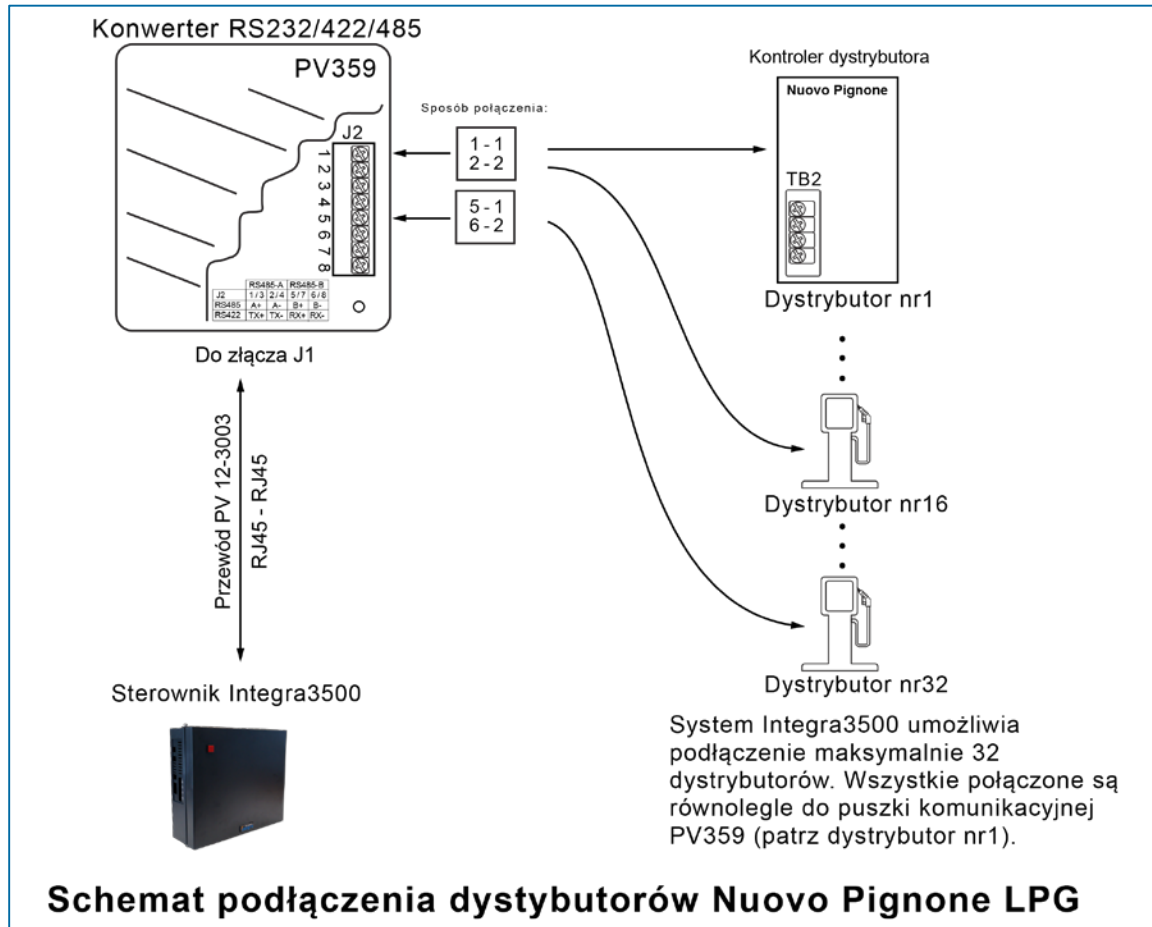 Konwerter RS232/422/485
PV359
J2
1
2
3
4
5
6
7
8
RS485-A RS485-B
J2 1/3 2/4 5/7 6/8
RS485 A+ A- B+ B-
RS422 TX+ TX- RX+ RX-
Do złącza J1
Sposób połączenia:
1 - 1
2 - 2
5 - 1
6 - 2
Kontroler dystrybutora
Nuovo Pignone
TB2
Dystrybutor nr1
Dystrybutor nr16
Dystrybutor nr32
Przewód PV 12-3003
RJ45 - RJ45
Sterownik Integra3500
System Integra3500 umożliwia
podłączenie maksymalnie 32
dystrybutorów. Wszystkie połączone są
równolegle do puszki komunikacyjnej
PV359 (patrz dystrybutor nr1).
Schemat podłączenia dystybutorów Nuovo Pignone LPG